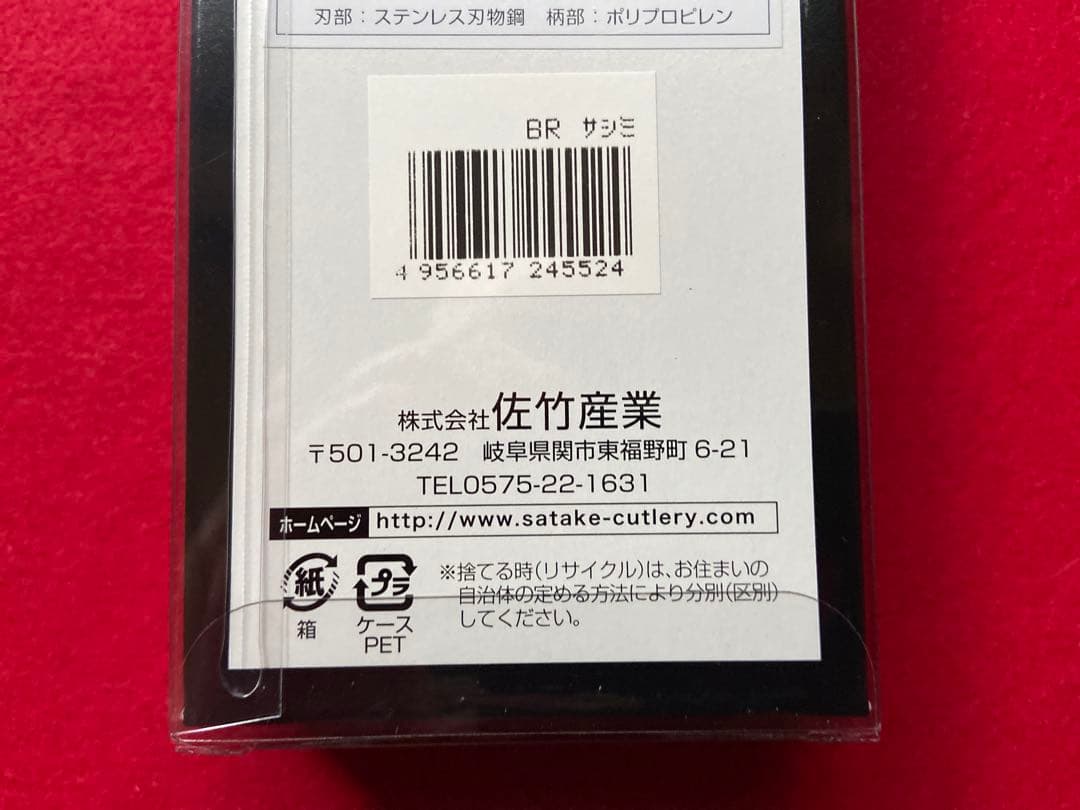 刃部：ステンレス刃物鋼　柄部：ポリプロピレン
BR サシミ
4 956617 245524
株式会社佐竹産業
〒501-3242　岐阜県関市東福野町 6-21
TEL0575-22-1631
ホームページ http://www.satake-cutlery.com
紙
箱
プラ
ケース
PET
※捨てる時(リサイクル)は、お住まいの
自治体の定める方法により分別(区別)
してください。